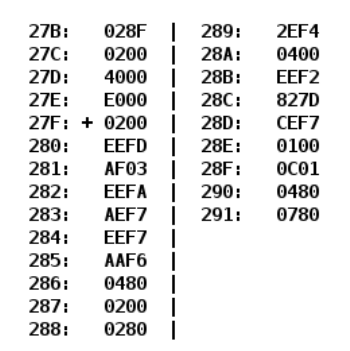 27B: 028F | 289: 2EF4
27C: 0200 | 28A: 0400
27D: 4000 | 28B: EEF2
27E: E000 | 28C: 827D
27F: + 0200 | 28D: CEF7
280: EEFD | 28E: 0100
281: AF03 | 28F: 0C01
282: EEFA | 290: 0480
283: AEF7 | 291: 0780
284: EEF7 |
285: AAF6 |
286: 0480 |
287: 0200 |
288: 0280 |